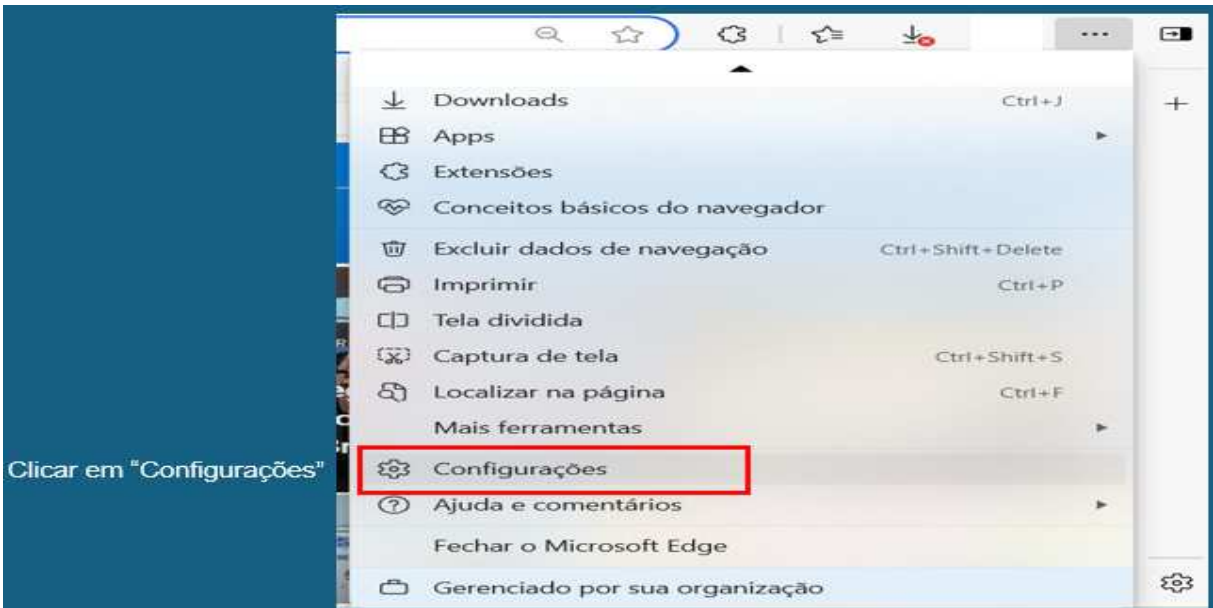 Downloads Ctrl+J
Apps
Extensões
Conceitos básicos do navegador
Excluir dados de navegação Ctrl+Shift+Delete
Imprimir Ctrl+P
Tela dividida
Captura de tela Ctrl+Shift+S
Localizar na página Ctrl+F
Mais ferramentas
Clicar em "Configurações"
Configurações
Ajuda e comentários
Fechar o Microsoft Edge
Gerenciado por sua organização